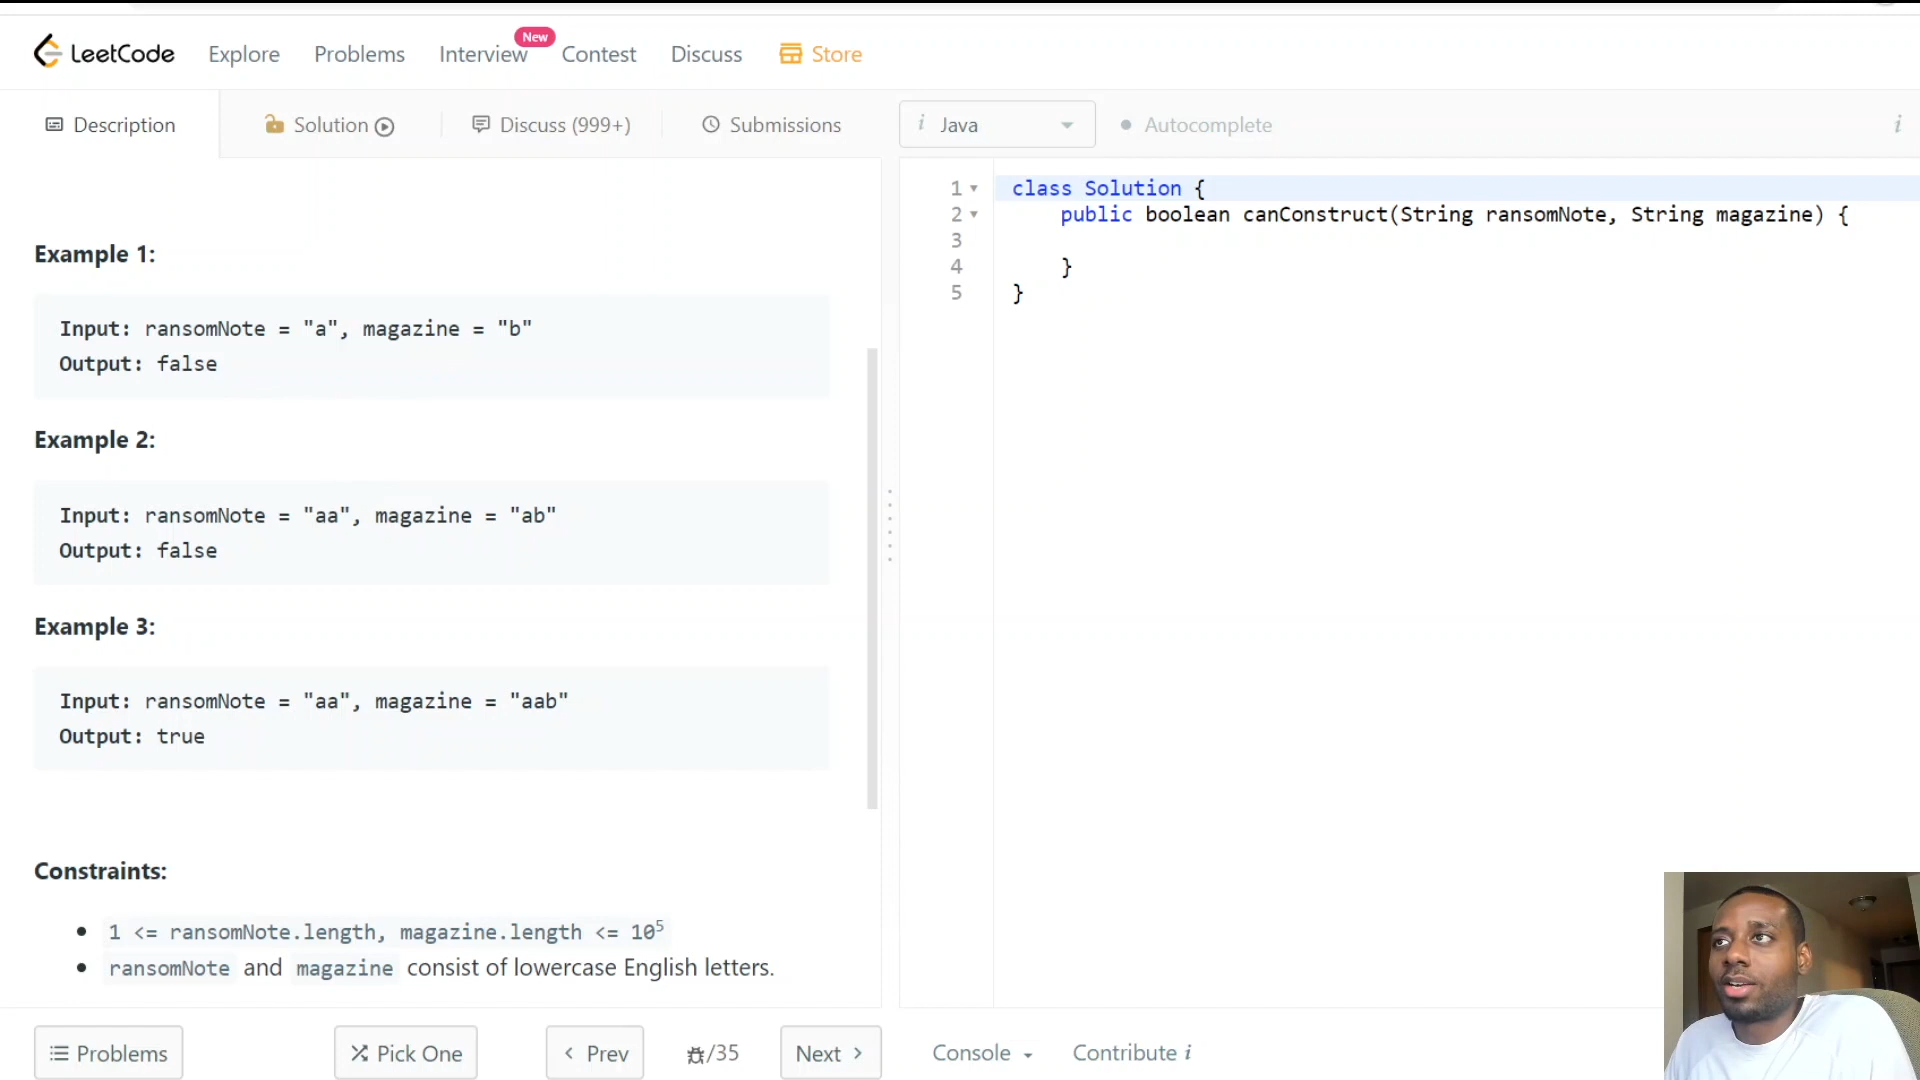 LeetCode Explore Problems Interview New Contest Discuss Store
Description Solution Discuss (999+) Submissions
i Java Autocomplete i
Example 1:
Input: ransomNote = "a", magazine = "b"
Output: false
Example 2:
Input: ransomNote = "aa", magazine = "ab"
Output: false
Example 3:
Input: ransomNote = "aa", magazine = "aab"
Output: true
Constraints:
• 1 <= ransomNote.length, magazine.length <= 10⁵
• ransomNote and magazine consist of lowercase English letters.
1 class Solution {
2 public boolean canConstruct(String ransomNote, String magazine) {
3
4 }
5 }
Problems Pick One < Prev /35 Next > Console Contribute i